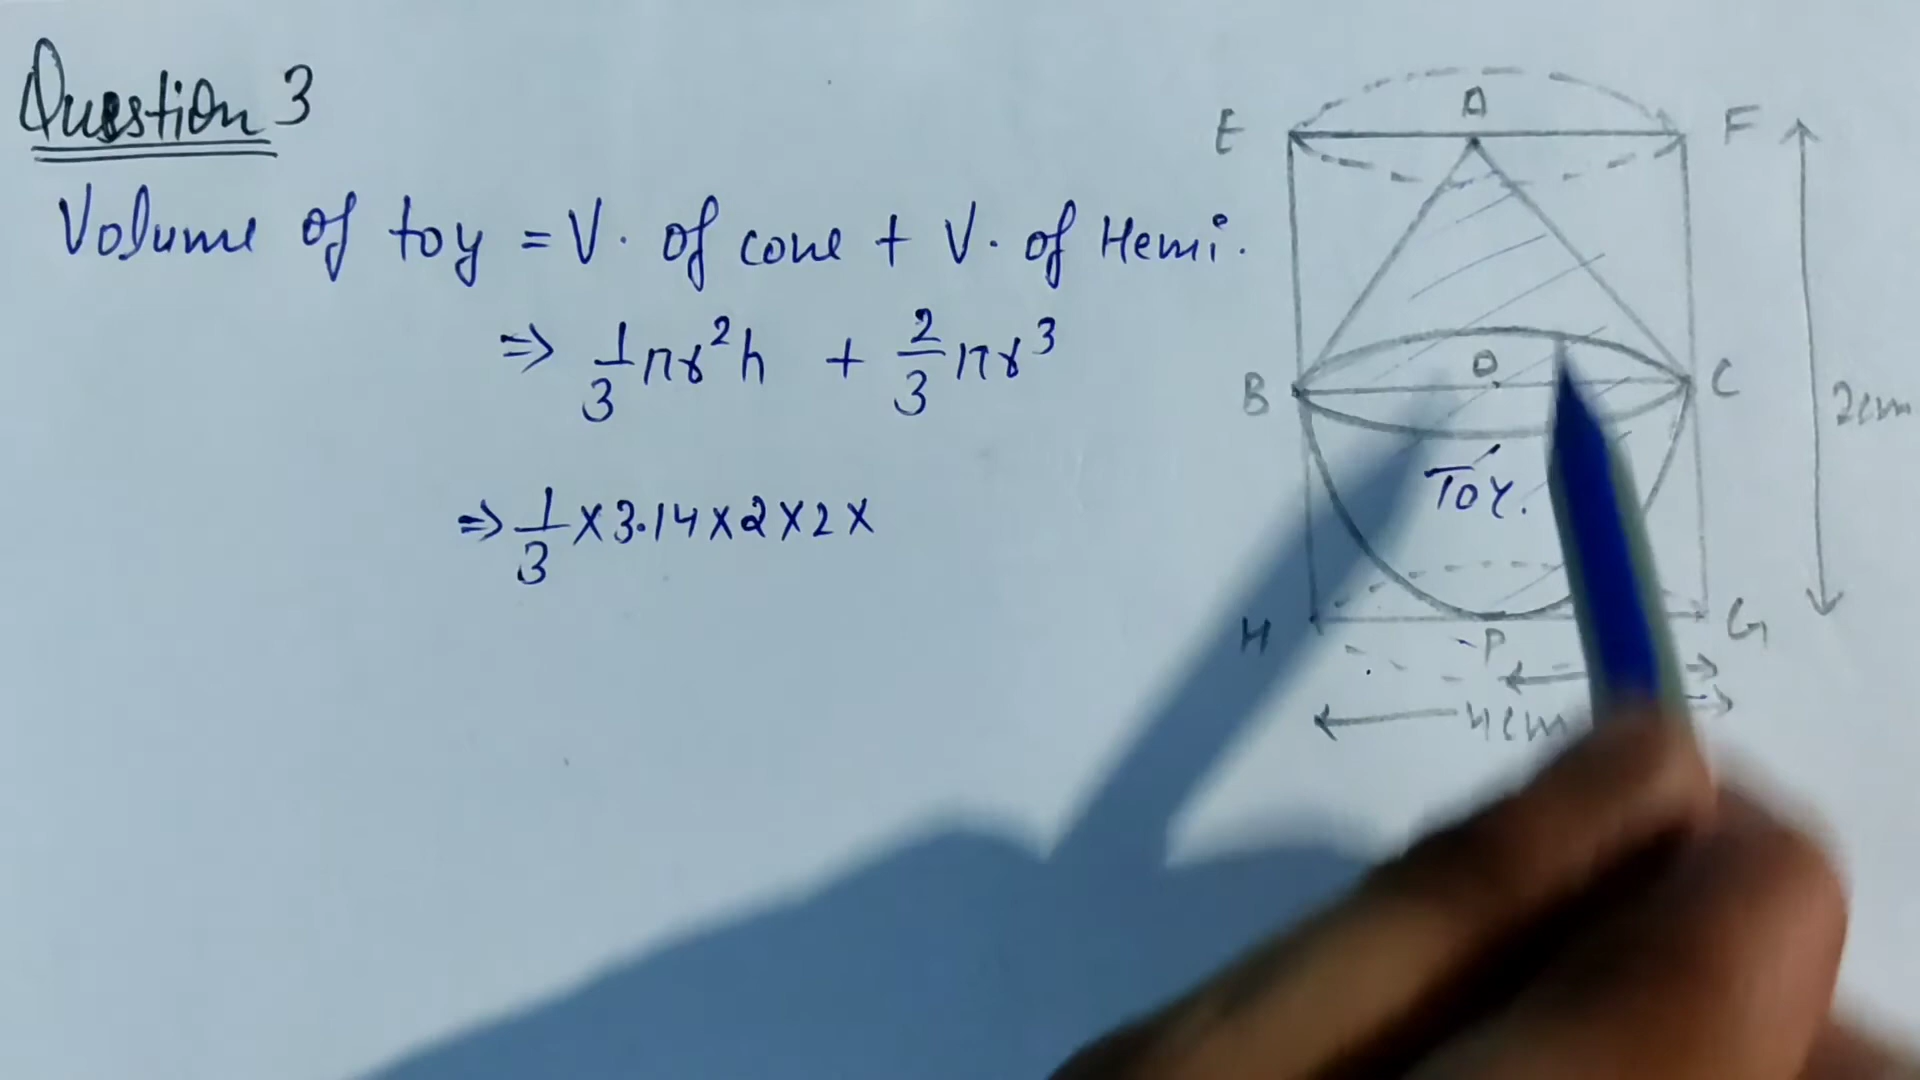 Question 3
Volume of toy = V. of cone + V. of Hemi.
⇒ 1/3 πr²h + 2/3 πr³
⇒ 1/3 × 3.14 × 2 × 2 ×
E F
O
B C
2cm
TOY.
H P G
4cm